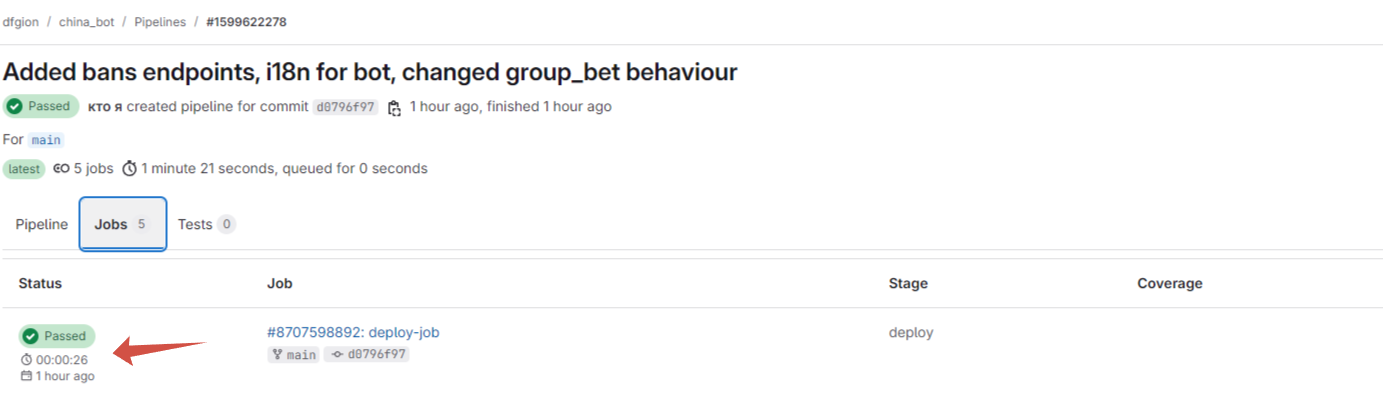 dfgion / china_bot / Pipelines / #1599622278
Added bans endpoints, i18n for bot, changed group_bet behaviour
Passed кто я created pipeline for commit d0796f97 1 hour ago, finished 1 hour ago
For main
latest 5 jobs 1 minute 21 seconds, queued for 0 seconds
Pipeline Jobs 5 Tests 0
Status Job Stage Coverage
Passed #8707598892: deploy-job deploy
00:00:26 main d0796f97
1 hour ago